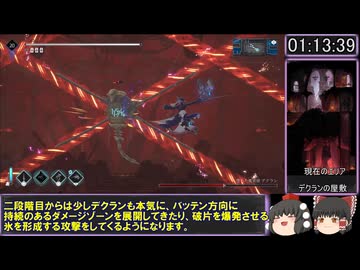 01:13:39
20
現在のエリア
デクランの屋敷
二段階目からは少しデクランも本気に、バッテン方向に
持続のあるダメージゾーンを展開してきたり、破片を爆発させる
氷を形成する攻撃をしてくるようになります。